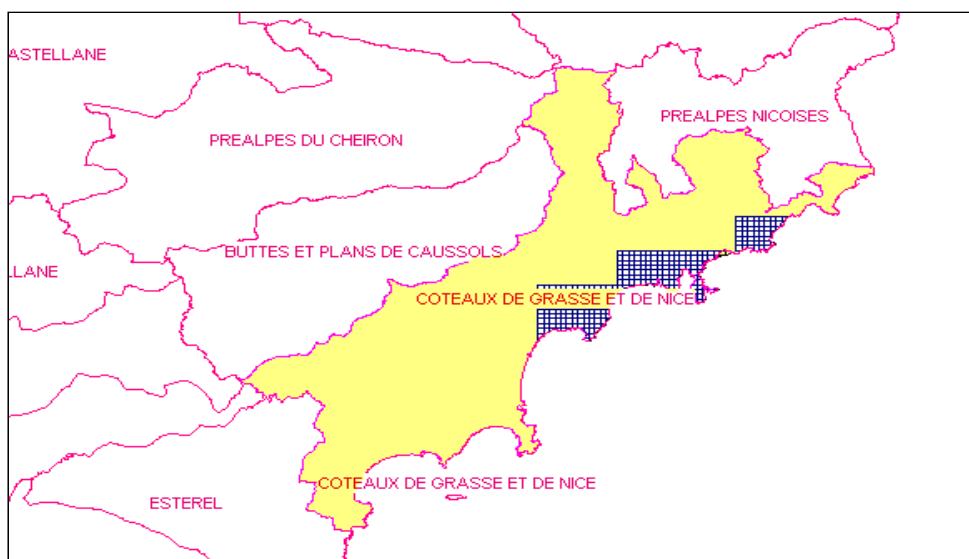 ASTELLANE
PREALPES DU CHEIRON
PREALPES NICOISES
BUTTES ET PLANS DE CAUSSOLS
LLANE
COTEAUX DE GRASSE ET DE NICE
COTEAUX DE GRASSE ET DE NICE
ESTEREL